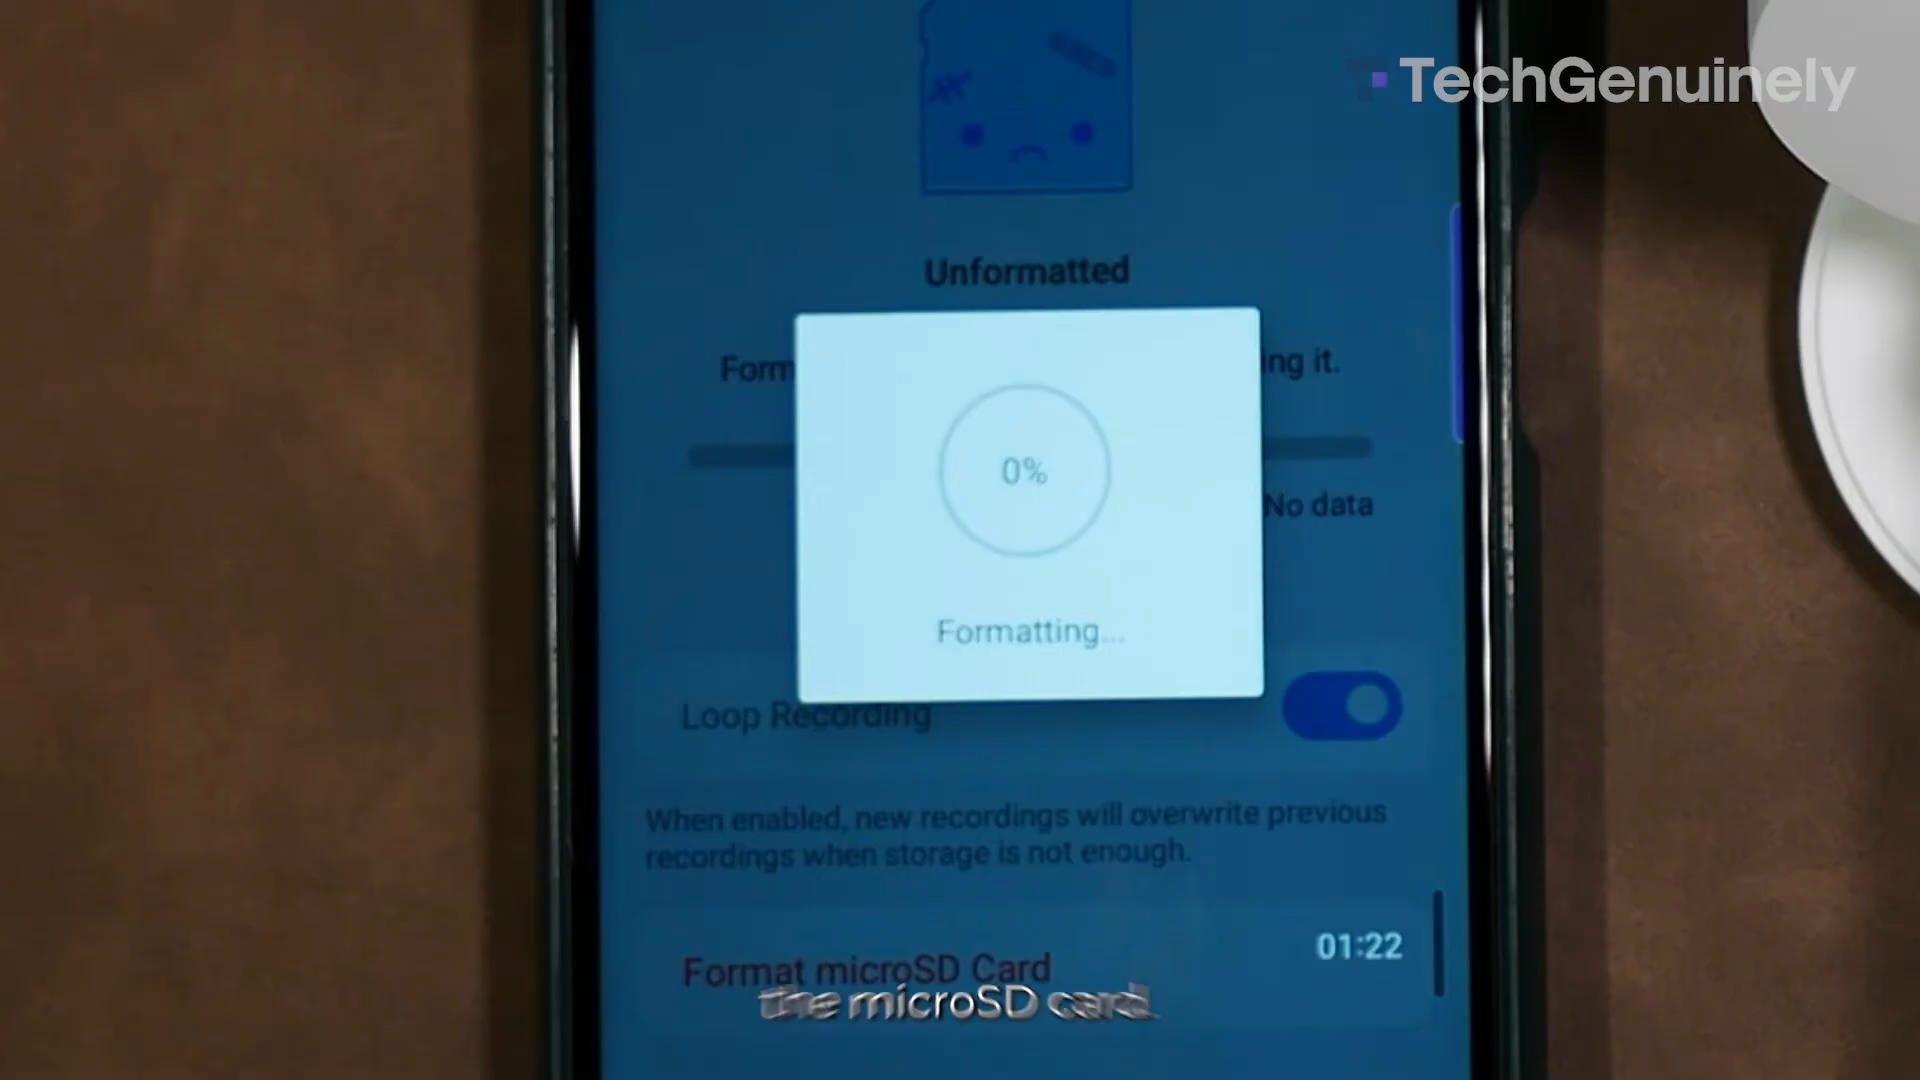 TechGenuinely
Unformatted
Form
ing it.
0%
No data
Formatting...
Loop Recording
When enabled, new recordings will overwrite previous
recordings when storage is not enough.
01:22
Format microSD Card
the microSD card.